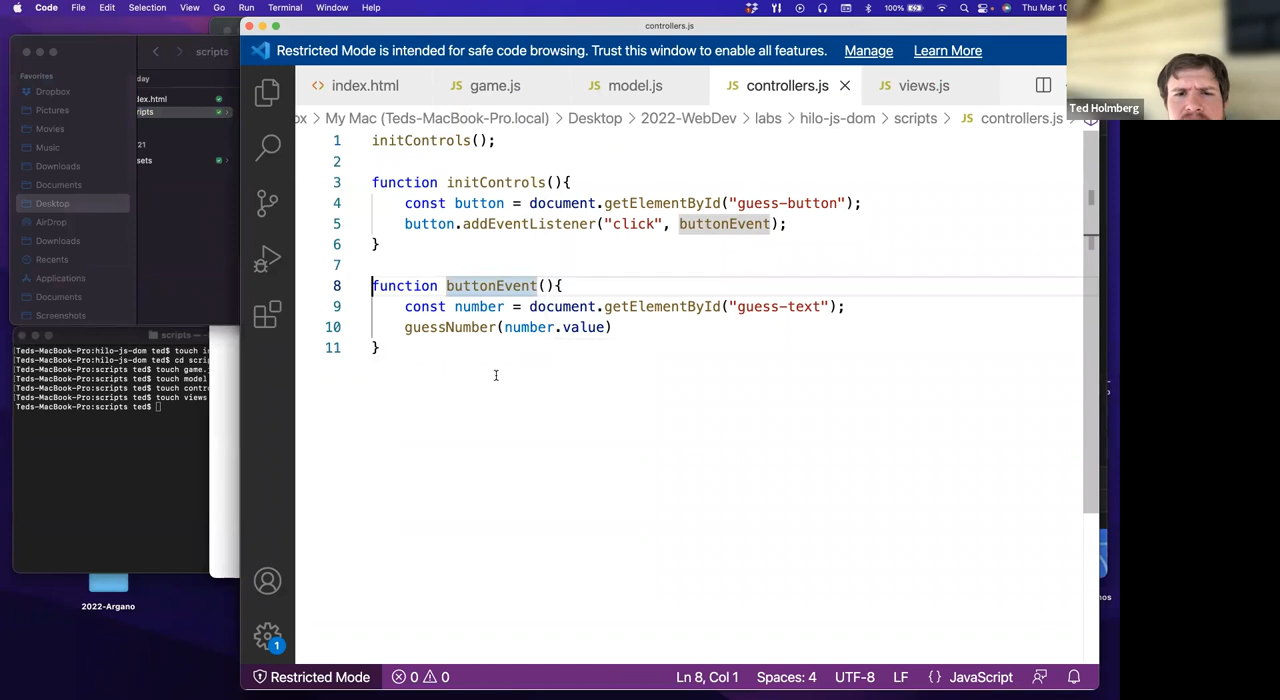 Code File Edit Selection View Go Run Terminal Window Help 100% Thu Mar 10
controllers.js
Restricted Mode is intended for safe code browsing. Trust this window to enable all features. Manage Learn More
index.html game.js model.js controllers.js views.js
My Mac (Teds-MacBook-Pro.local) > Desktop > 2022-WebDev > labs > hilo-js-dom > scripts > JS controllers.js
1 initControls();
2
3 function initControls(){
4 const button = document.getElementById("guess-button");
5 button.addEventListener("click", buttonEvent);
6 }
7
8 function buttonEvent(){
9 const number = document.getElementById("guess-text");
10 guessNumber(number.value)
11 }
Restricted Mode 0 0 Ln 8, Col 1 Spaces: 4 UTF-8 LF {} JavaScript
1
Ted Holmberg
scripts
Favorites
Dropbox
Pictures
Movies
Music
Downloads
Documents
Desktop
AirDrop
Downloads
Recents
Applications
Documents
Screenshots
scripts —
Teds-MacBook-Pro:hilo-js-dom ted$ touch
Teds-MacBook-Pro:hilo-js-dom ted$ cd
Teds-MacBook-Pro:scripts ted$ touch game.
Teds-MacBook-Pro:scripts ted$ touch model
Teds-MacBook-Pro:scripts ted$ touch
Teds-MacBook-Pro:scripts ted$ touch views
Teds-MacBook-Pro:scripts ted$
2022-Argano